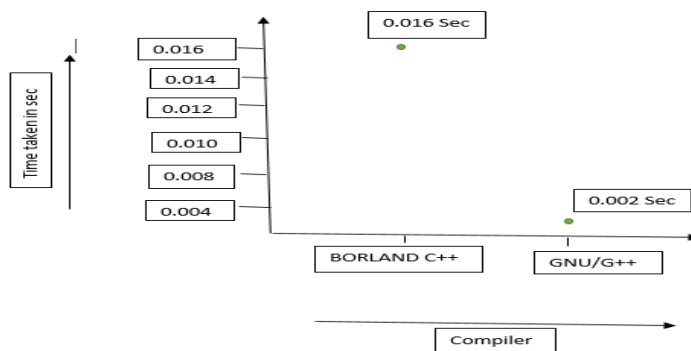 0.016 Sec
0.016
0.014
0.012
0.010
0.008
0.004
Time taken in sec
0.002 Sec
BORLAND C++
GNU/G++
Compiler